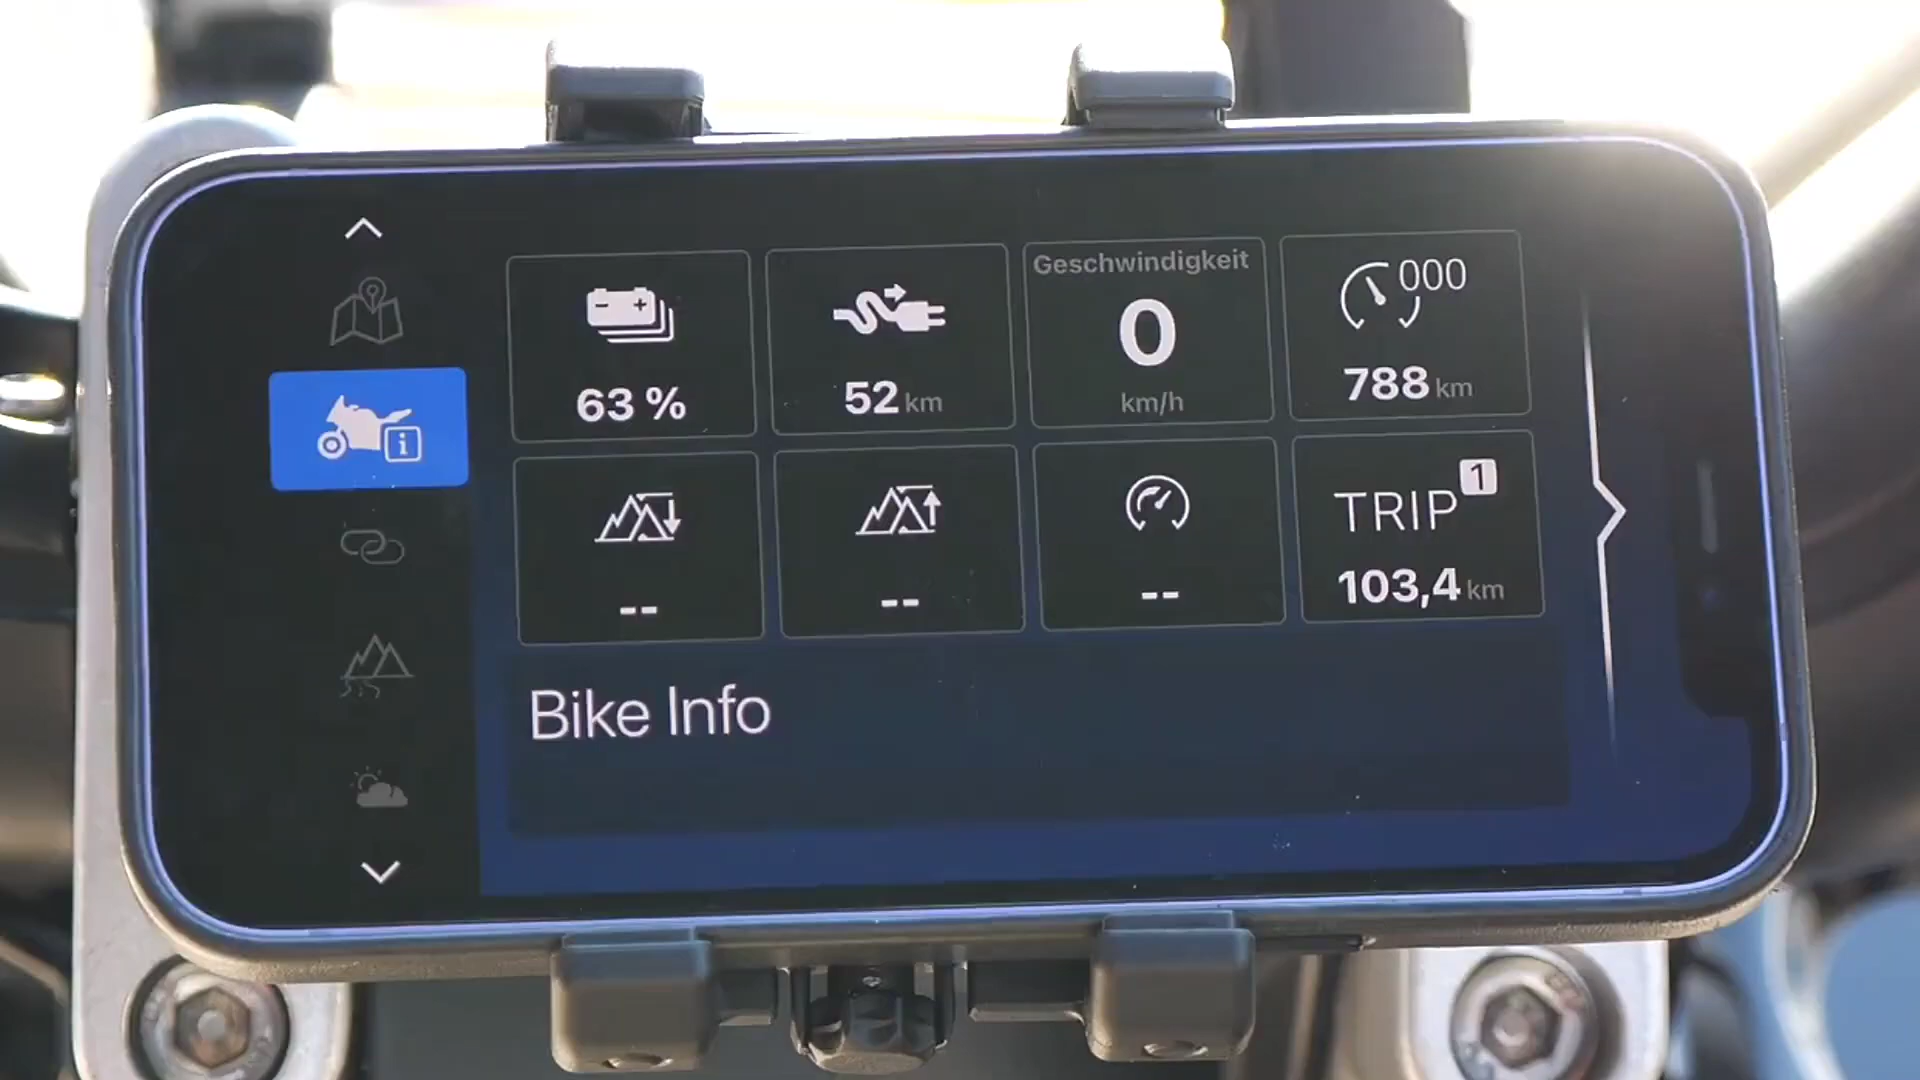 Geschwindigkeit
000
63 %
52 km
0
km/h
788 km
TRIP 1
--
--
--
103,4 km
Bike Info